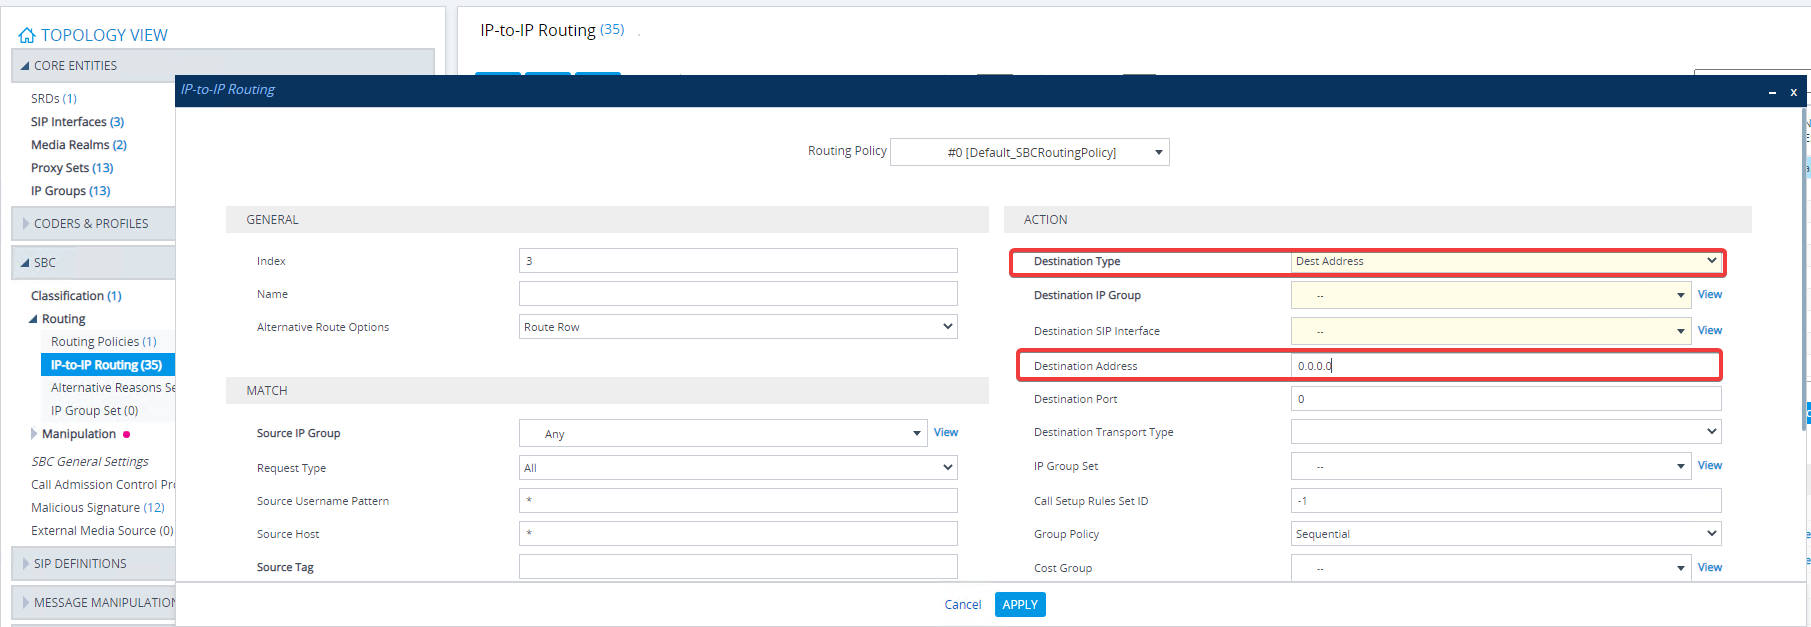 TOPOLOGY VIEW
CORE ENTITIES
SRDs (1)
SIP Interfaces (3)
Media Realms (2)
Proxy Sets (13)
IP Groups (13)
CODERS & PROFILES
SBC
Classification (1)
Routing
Routing Policies (1)
IP-to-IP Routing (35)
Alternative Reasons Se
IP Group Set (0)
Manipulation
SBC General Settings
Call Admission Control Pro
Malicious Signature (12)
External Media Source (0)
SIP DEFINITIONS
MESSAGE MANIPULATION
IP-to-IP Routing (35)
IP-to-IP Routing
– x
Routing Policy #0 [Default_SBCRoutingPolicy]
GENERAL
Index 3
Name
Alternative Route Options Route Row
MATCH
Source IP Group Any View
Request Type All
Source Username Pattern *
Source Host *
Source Tag
ACTION
Destination Type Dest Address
Destination IP Group -- View
Destination SIP Interface -- View
Destination Address 0.0.0.0
Destination Port 0
Destination Transport Type
IP Group Set -- View
Call Setup Rules Set ID -1
Group Policy Sequential
Cost Group -- View
Cancel APPLY